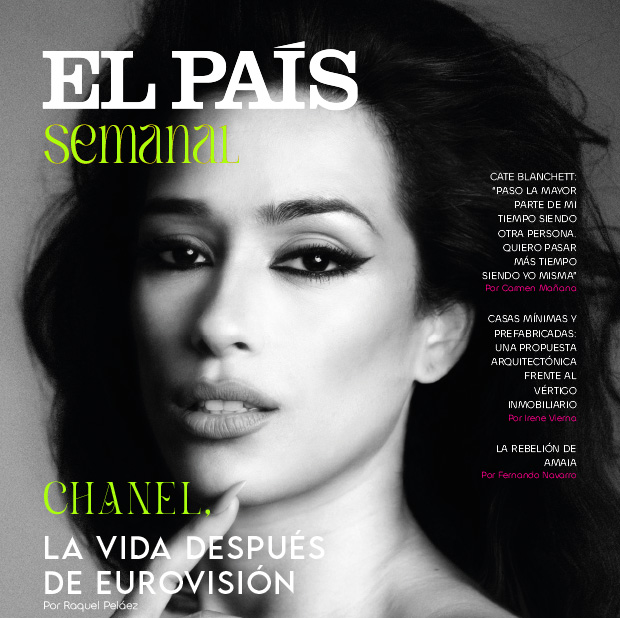 EL PAÍS
semanal
CATE BLANCHETT:
"PASO LA MAYOR
PARTE DE MI
TIEMPO SIENDO
OTRA PERSONA.
QUIERO PASAR
MÁS TIEMPO
SIENDO YO MISMA"
Por Carmen Mañana
CASAS MÍNIMAS Y
PREFABRICADAS:
UNA PROPUESTA
ARQUITECTÓNICA
FRENTE AL
VÉRTIGO
INMOBILIARIO
Por Irene Vierna
LA REBELIÓN DE
AMAIA
Por Fernando Navarro
CHANEL,
LA VIDA DESPUÉS
DE EUROVISIÓN
Por Raquel Peláez